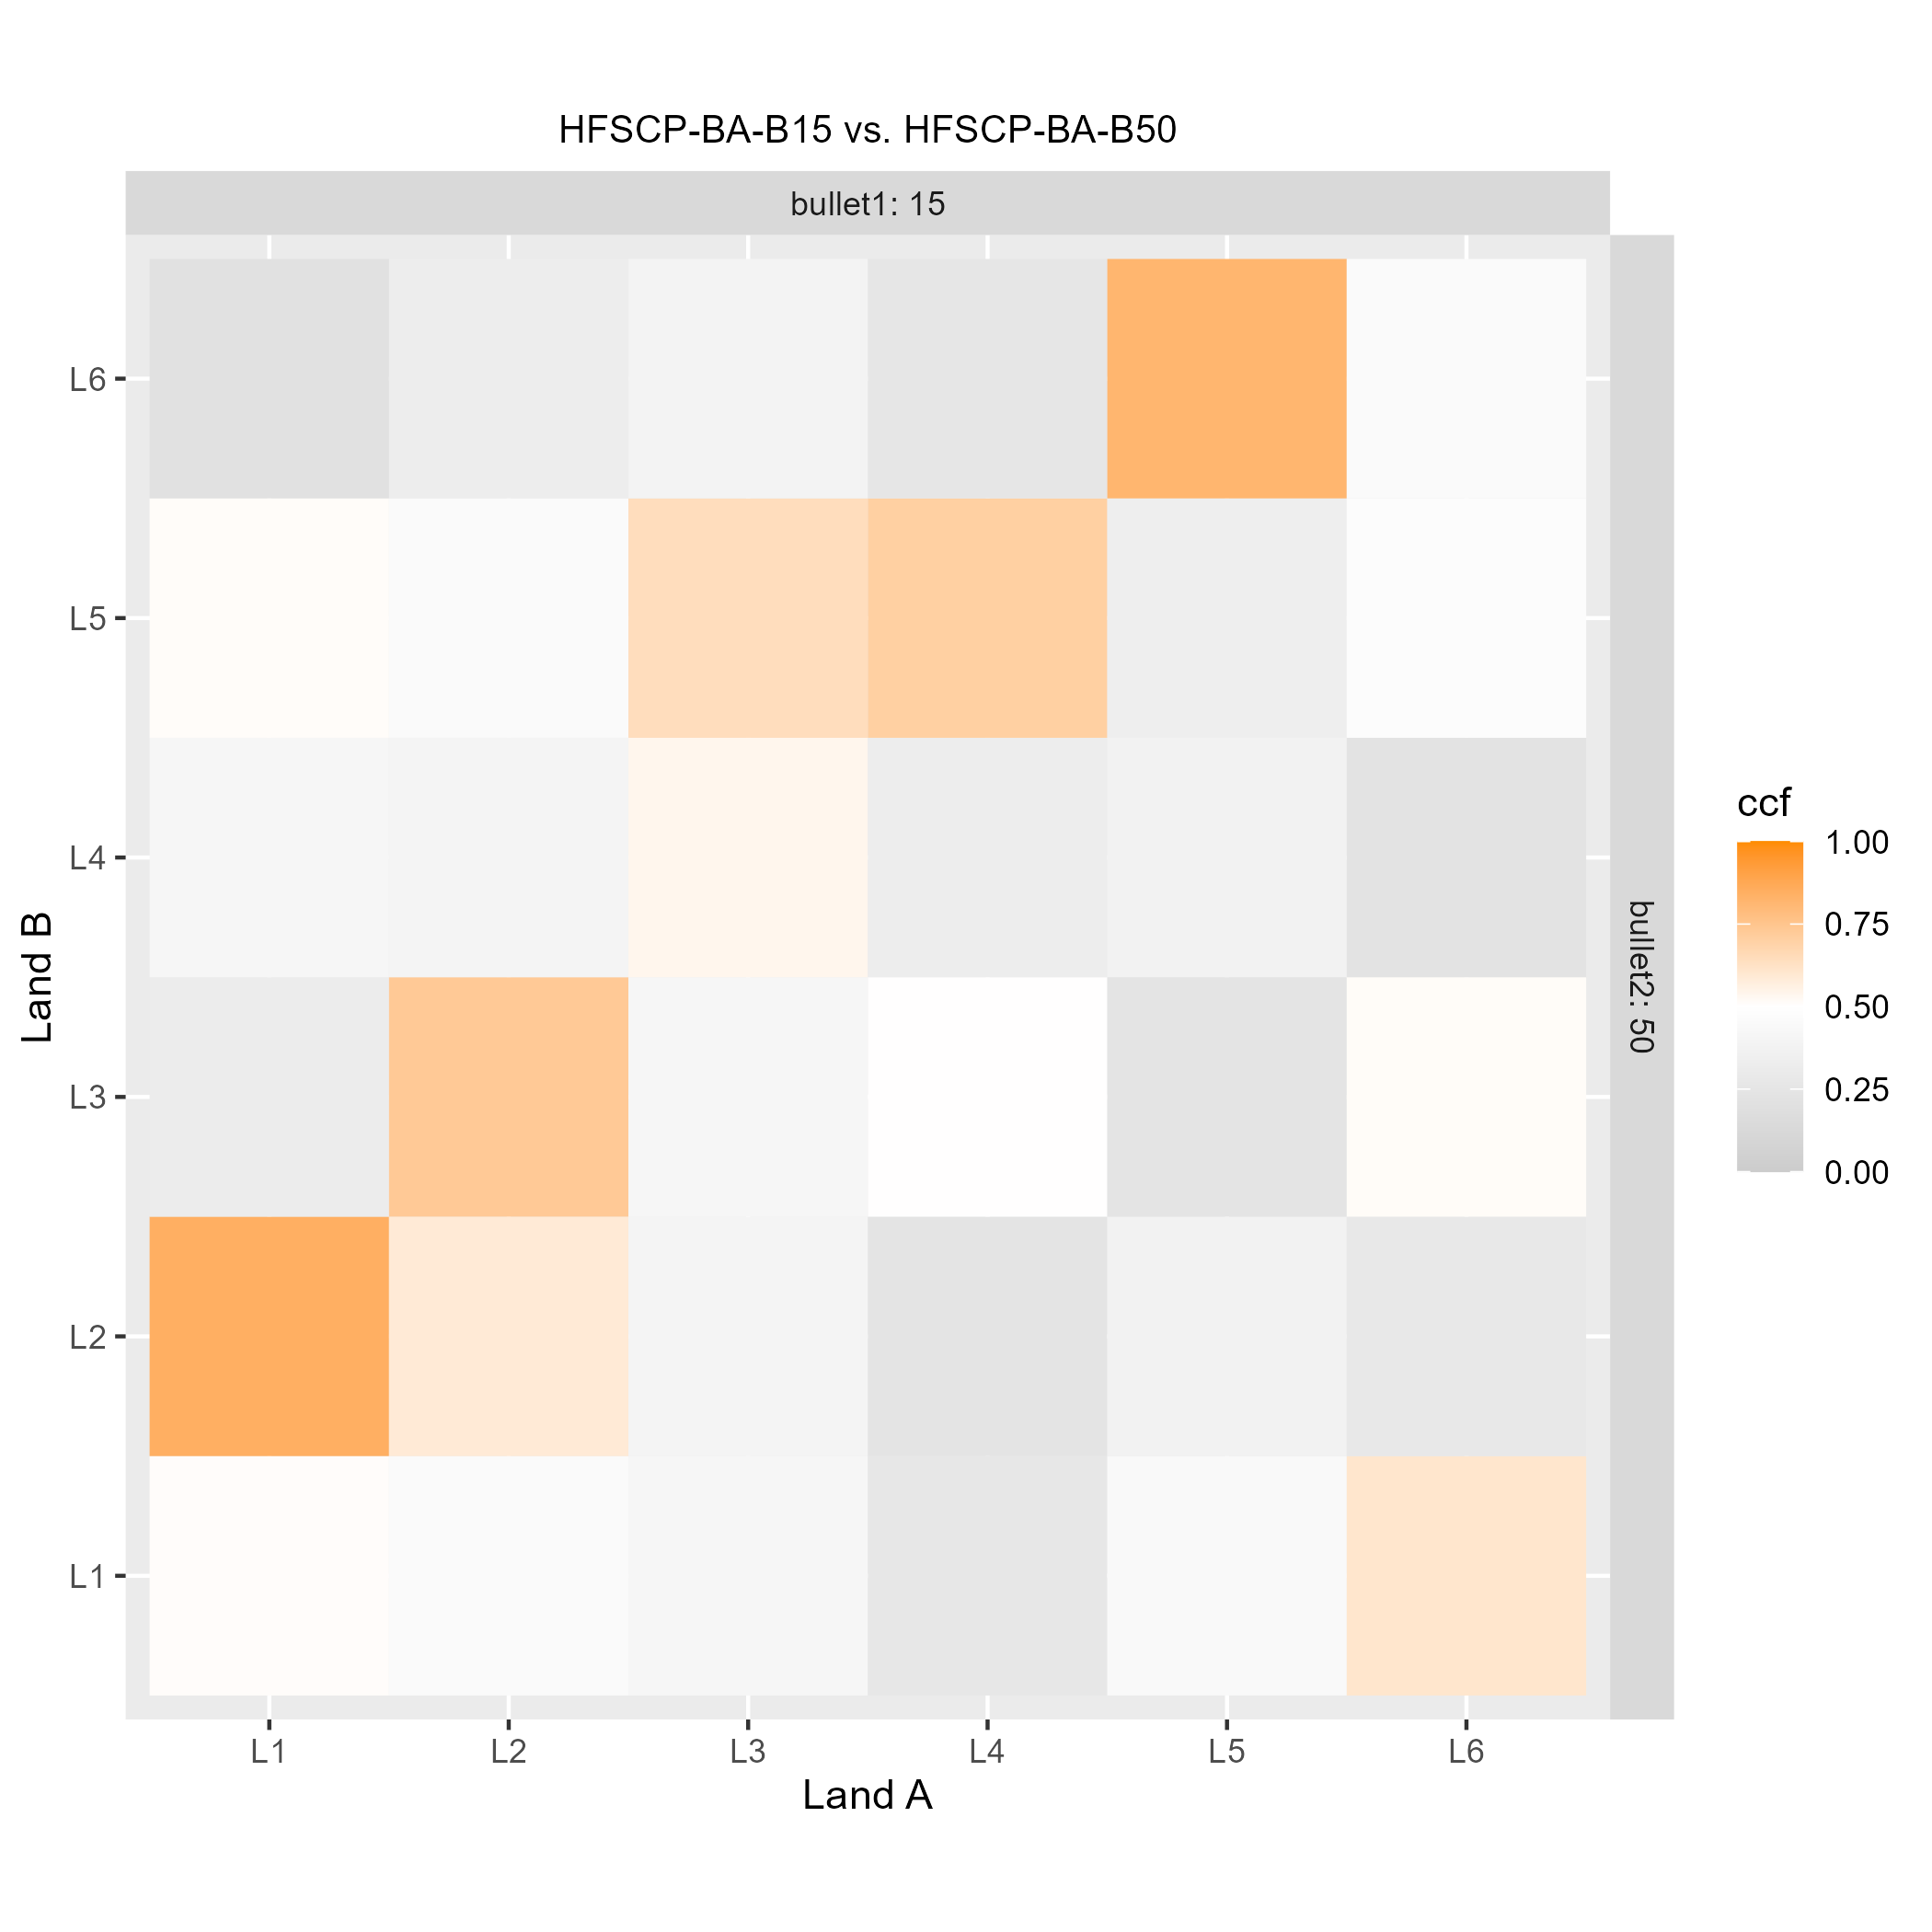 HFSCP-BA-B15 vs. HFSCP-BA-B50
bullet1: 15
L6
L5
L4
L3
L2
L1
Land B
bullet2: 50
L1 L2 L3 L4 L5 L6
Land A
ccf
1.00
0.75
0.50
0.25
0.00